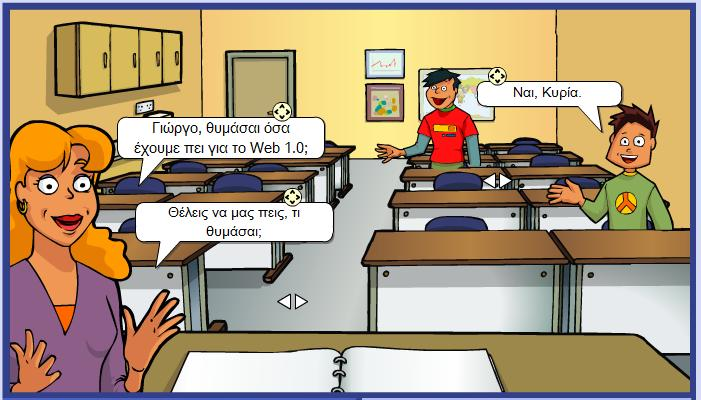 Γιώργο, θυμάσαι όσα
έχουμε πει για το Web 1.0;
Ναι, Κυρία.
Θέλεις να μας πεις, τι
θυμάσαι;